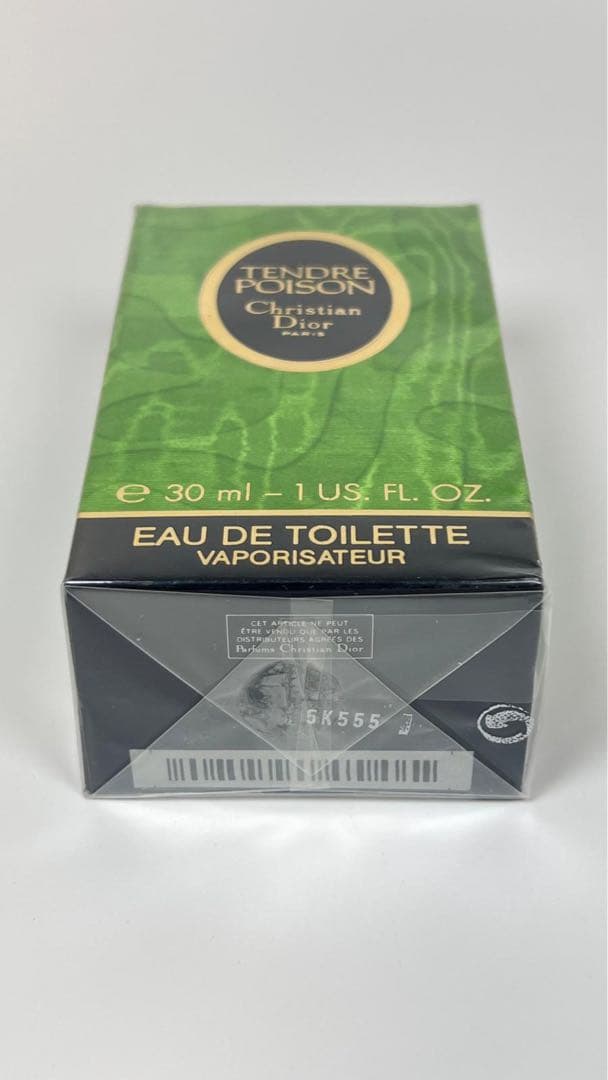 TENDRE
POISON
Christian
Dior
PARIS
e 30 ml – 1 US. FL. OZ.
EAU DE TOILETTE
VAPORISATEUR
CET ARTICLE NE PEUT
ÊTRE VENDU QUE PAR LES
DISTRIBUTEURS AGRÉÉS DES
Parfums Christian Dior
5K555